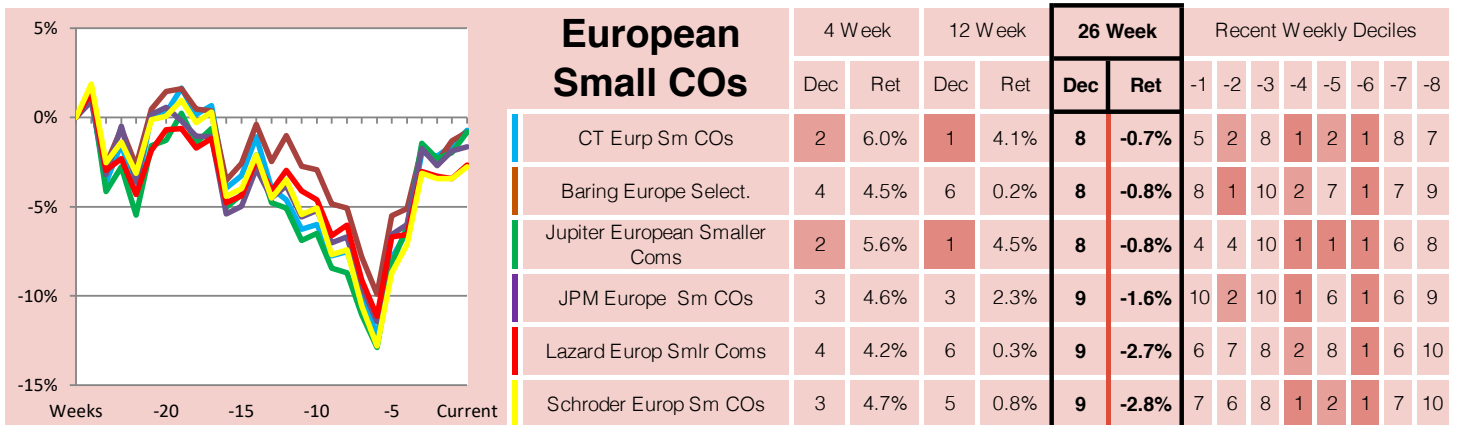 5%
0%
-5%
-10%
-15%
Weeks -20 -15 -10 -5 Current
European
Small COs
4 Week 12 Week 26 Week Recent Weekly Deciles
Dec Ret Dec Ret Dec Ret -1 -2 -3 -4 -5 -6 -7 -8
CT Eurp Sm COs 2 6.0% 1 4.1% 8 -0.7% 5 2 8 1 2 1 8 7
Baring Europe Select. 4 4.5% 6 0.2% 8 -0.8% 8 1 10 2 7 1 7 9
Jupiter European Smaller
Coms 2 5.6% 1 4.5% 8 -0.8% 4 4 10 1 1 1 6 8
JPM Europe Sm COs 3 4.6% 3 2.3% 9 -1.6% 10 2 10 1 6 1 6 9
Lazard Europ Smlr Coms 4 4.2% 6 0.3% 9 -2.7% 6 7 8 2 8 1 6 10
Schroder Europ Sm COs 3 4.7% 5 0.8% 9 -2.8% 7 6 8 1 2 1 7 10